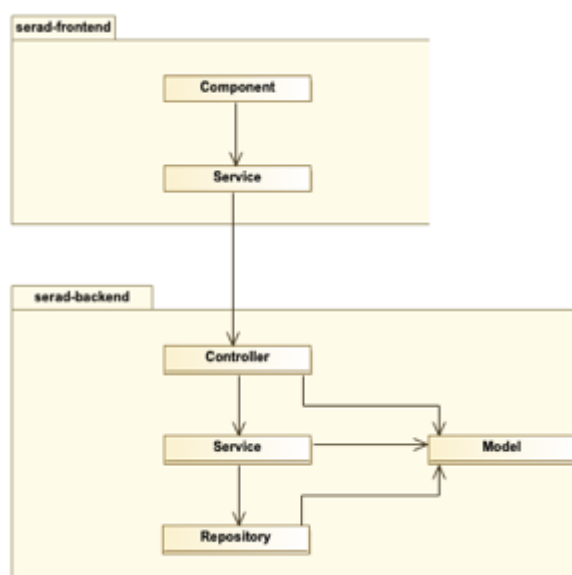 serad-frontend
Component
Service
serad-backend
Controller
Service
Model
Repository